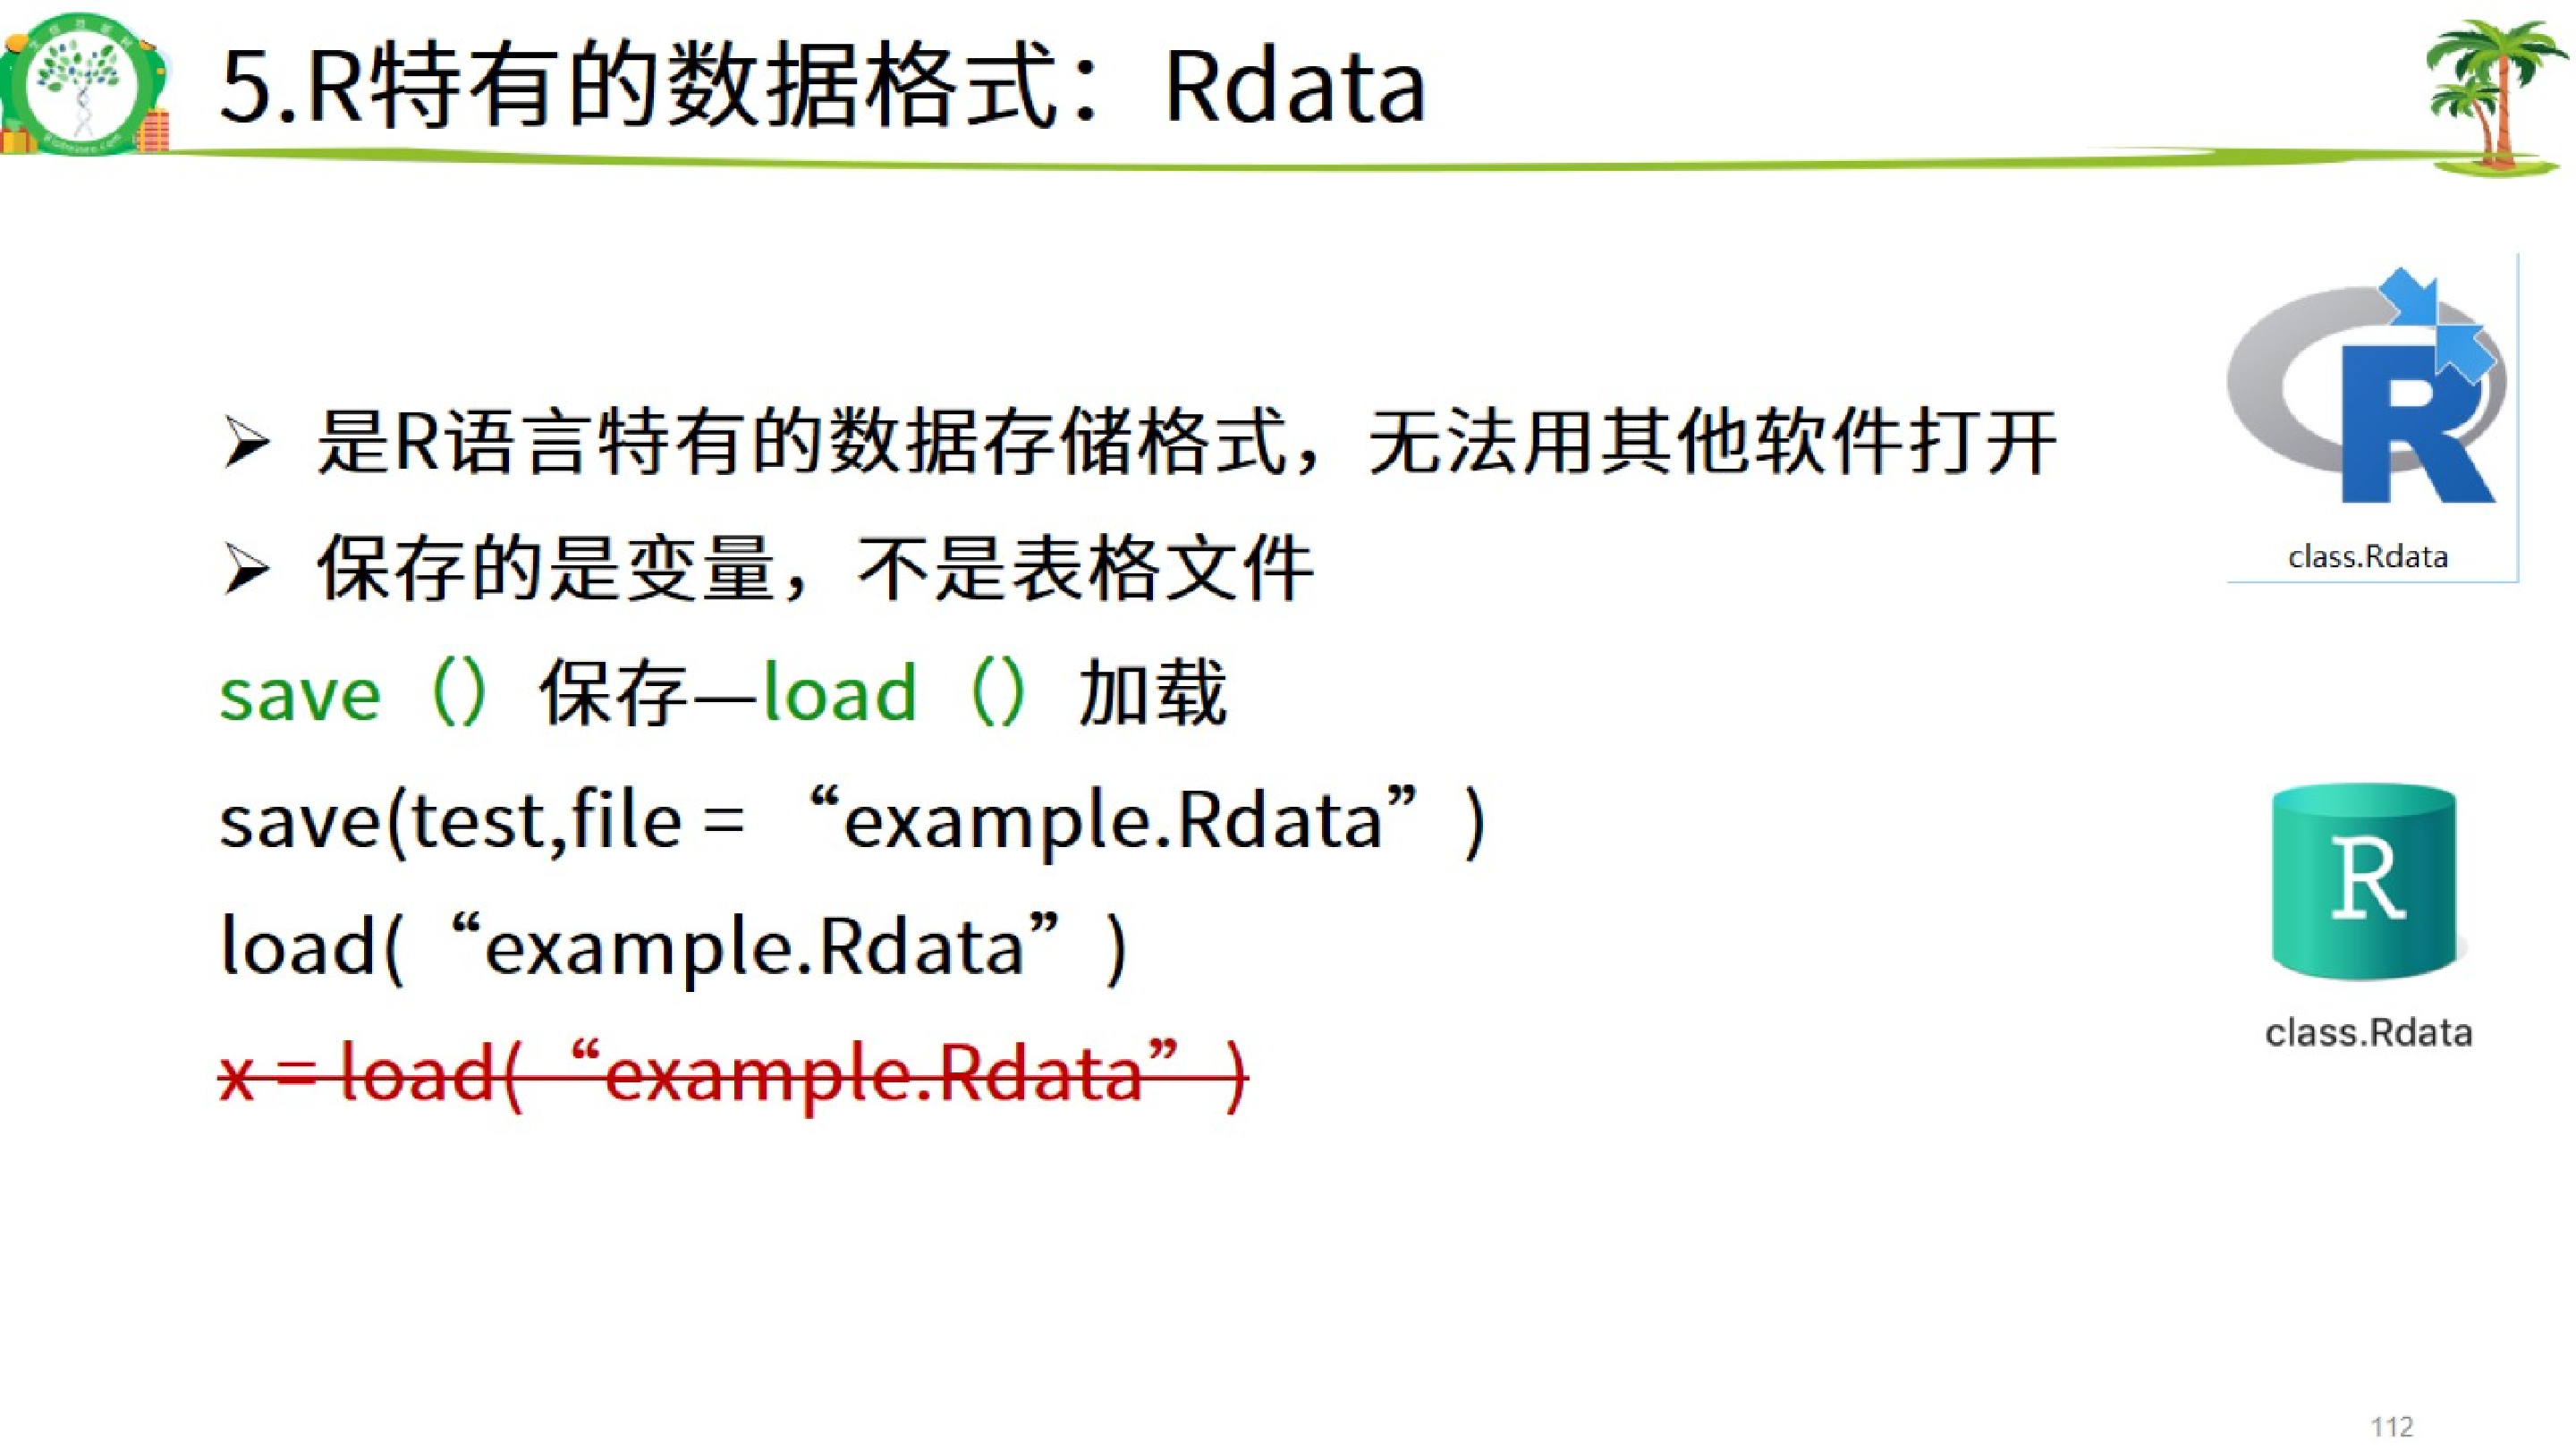 5.R特有的数据格式：Rdata
➢ 是R语言特有的数据存储格式，无法用其他软件打开
➢ 保存的是变量，不是表格文件
save（）保存—load（）加载
save(test,file = “example.Rdata”)
load(“example.Rdata”)
x = load(“example.Rdata”)
class.Rdata
class.Rdata
112